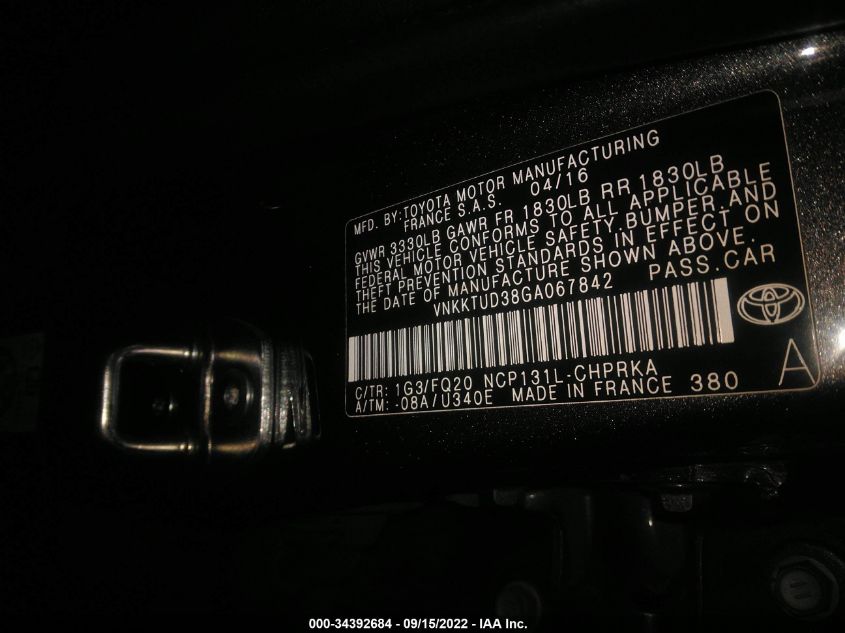 MFD. BY:TOYOTA MOTOR MANUFACTURING
FRANCE S.A.S. 04/16
GVWR 3330LB GAWR FR 1830LB RR 1830LB
THIS VEHICLE CONFORMS TO ALL APPLICABLE
FEDERAL MOTOR VEHICLE SAFETY,BUMPER,AND
THEFT PREVENTION STANDARDS IN EFFECT ON
THE DATE OF MANUFACTURE SHOWN ABOVE.
VNKKTUD38GA067842 PASS.CAR
C/TR: 1G3/FQ20 NCP131L-CHPRKA
A/TM: -08A/U340E MADE IN FRANCE 380
A
000-34392684 - 09/15/2022 - IAA Inc.